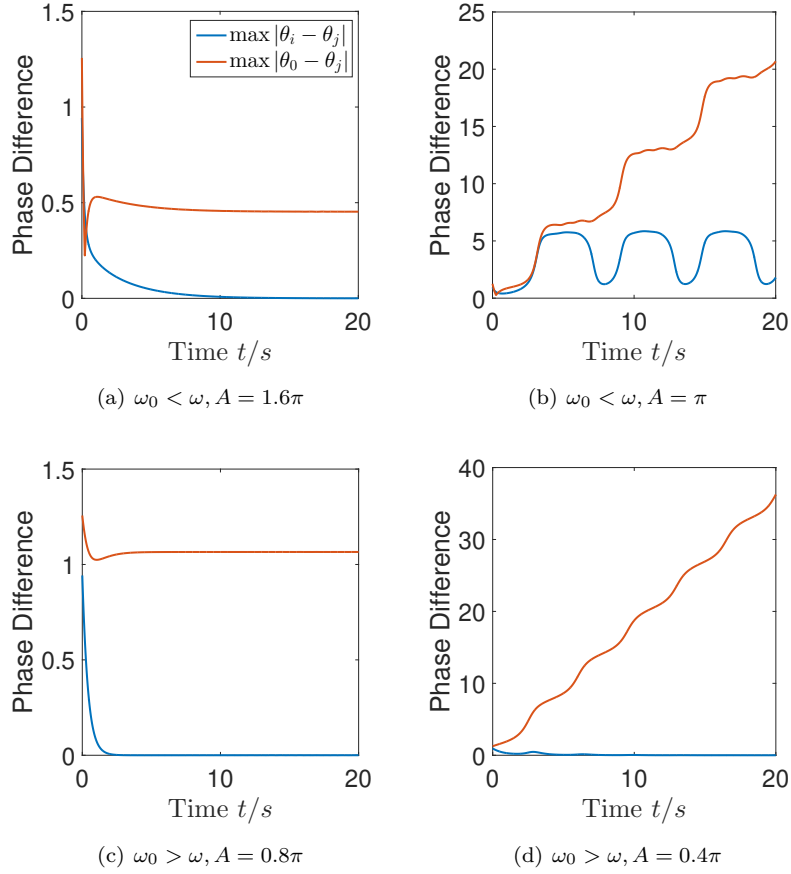 1.5
1
0.5
0
0 10 20
Phase Difference
Time t/s
max |θᵢ − θⱼ|
max |θ₀ − θⱼ|
(a) ω₀ < ω, A = 1.6π
25
20
15
10
5
0
0 10 20
Phase Difference
Time t/s
(b) ω₀ < ω, A = π
1.5
1
0.5
0
0 10 20
Phase Difference
Time t/s
(c) ω₀ > ω, A = 0.8π
40
30
20
10
0
0 10 20
Phase Difference
Time t/s
(d) ω₀ > ω, A = 0.4π